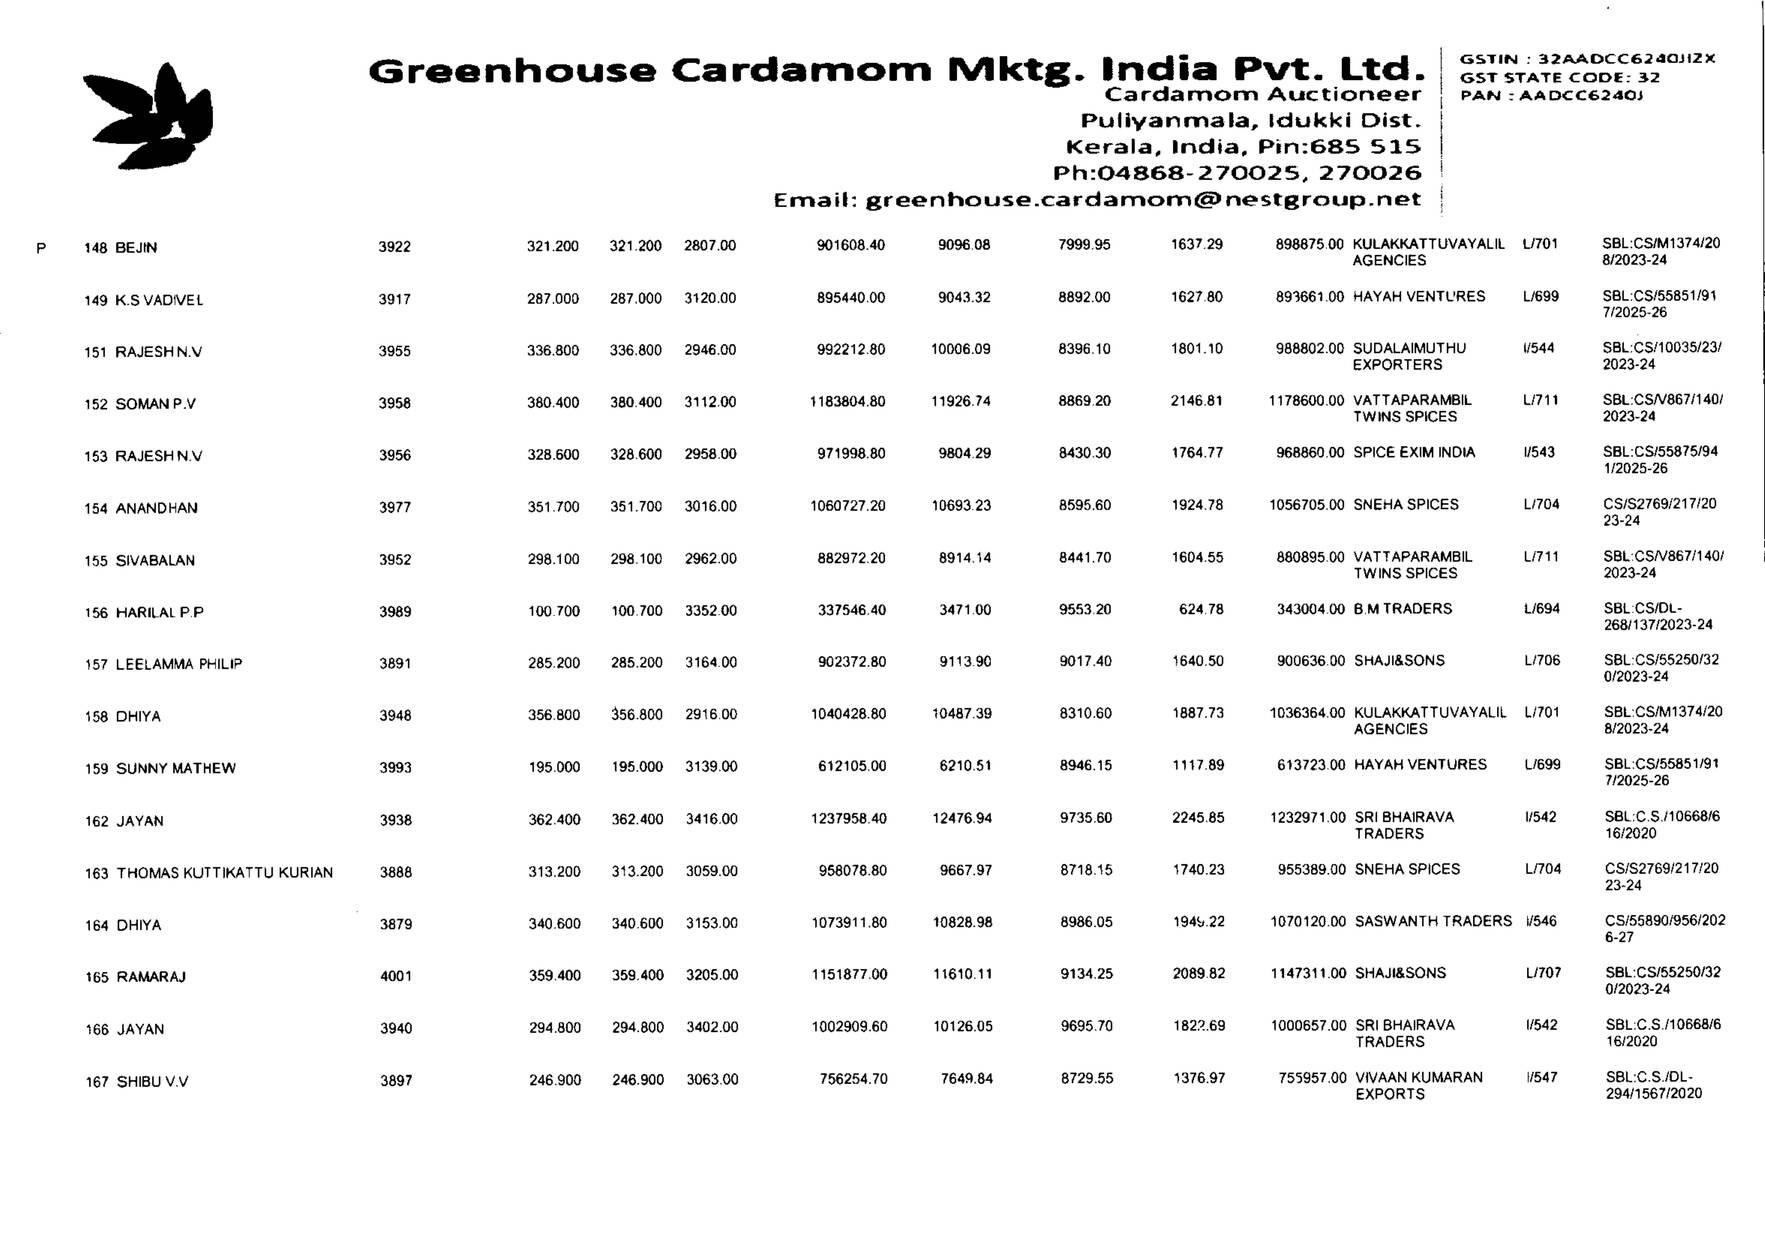 Greenhouse Cardamom Mktg. India Pvt. Ltd.
Cardamom Auctioneer
Puliyanmala, Idukki Dist.
Kerala, India, Pin:685 515
Ph:04868-270025, 270026
Email: greenhouse.cardamom@nestgroup.net
GSTIN : 32AADCC6240J1ZX
GST STATE CODE: 32
PAN : AADCC6240J
P 148 BEJIN 3922 321.200 321.200 2807.00 901608.40 9096.08 7999.95 1637.29 898875.00 KULAKKATTUVAYALIL L/701 SBL:CS/M1374/20
AGENCIES 8/2023-24
149 K.S VADIVEL 3917 287.000 287.000 3120.00 895440.00 9043.32 8892.00 1627.80 893661.00 HAYAH VENTURES L/699 SBL:CS/55851/91
7/2025-26
151 RAJESH N.V 3955 336.800 336.800 2946.00 992212.80 10006.09 8396.10 1801.10 988802.00 SUDALAIMUTHU I/544 SBL:CS/10035/23/
EXPORTERS 2023-24
152 SOMAN P.V 3958 380.400 380.400 3112.00 1183804.80 11926.74 8869.20 2146.81 1178600.00 VATTAPARAMBIL L/711 SBL:CS/V867/140/
TWINS SPICES 2023-24
153 RAJESH N.V 3956 328.600 328.600 2958.00 971998.80 9804.29 8430.30 1764.77 968860.00 SPICE EXIM INDIA I/543 SBL:CS/55875/94
1/2025-26
154 ANANDHAN 3977 351.700 351.700 3016.00 1060727.20 10693.23 8595.60 1924.78 1056705.00 SNEHA SPICES L/704 CS/S2769/217/20
23-24
155 SIVABALAN 3952 298.100 298.100 2962.00 882972.20 8914.14 8441.70 1604.55 880895.00 VATTAPARAMBIL L/711 SBL:CS/V867/140/
TWINS SPICES 2023-24
156 HARILAL P.P 3989 100.700 100.700 3352.00 337546.40 3471.00 9553.20 624.78 343004.00 B.M TRADERS L/694 SBL:CS/DL-
268/137/2023-24
157 LEELAMMA PHILIP 3891 285.200 285.200 3164.00 902372.80 9113.90 9017.40 1640.50 900636.00 SHAJI&SONS L/706 SBL:CS/55250/32
0/2023-24
158 DHIYA 3948 356.800 356.800 2916.00 1040428.80 10487.39 8310.60 1887.73 1036364.00 KULAKKATTUVAYALIL L/701 SBL:CS/M1374/20
AGENCIES 8/2023-24
159 SUNNY MATHEW 3993 195.000 195.000 3139.00 612105.00 6210.51 8946.15 1117.89 613723.00 HAYAH VENTURES L/699 SBL:CS/55851/91
7/2025-26
162 JAYAN 3938 362.400 362.400 3416.00 1237958.40 12476.94 9735.60 2245.85 1232971.00 SRI BHAIRAVA I/542 SBL:C.S./10668/6
TRADERS 16/2020
163 THOMAS KUTTIKATTU KURIAN 3888 313.200 313.200 3059.00 958078.80 9667.97 8718.15 1740.23 955389.00 SNEHA SPICES L/704 CS/S2769/217/20
23-24
164 DHIYA 3879 340.600 340.600 3153.00 1073911.80 10828.98 8986.05 1949.22 1070120.00 SASWANTH TRADERS I/546 CS/55890/956/202
6-27
165 RAMARAJ 4001 359.400 359.400 3205.00 1151877.00 11610.11 9134.25 2089.82 1147311.00 SHAJI&SONS L/707 SBL:CS/55250/32
0/2023-24
166 JAYAN 3940 294.800 294.800 3402.00 1002909.60 10126.05 9695.70 1822.69 1000657.00 SRI BHAIRAVA I/542 SBL:C.S./10668/6
TRADERS 16/2020
167 SHIBU V.V 3897 246.900 246.900 3063.00 756254.70 7649.84 8729.55 1376.97 755957.00 VIVAAN KUMARAN I/547 SBL:C.S./DL-
EXPORTS 294/1567/2020